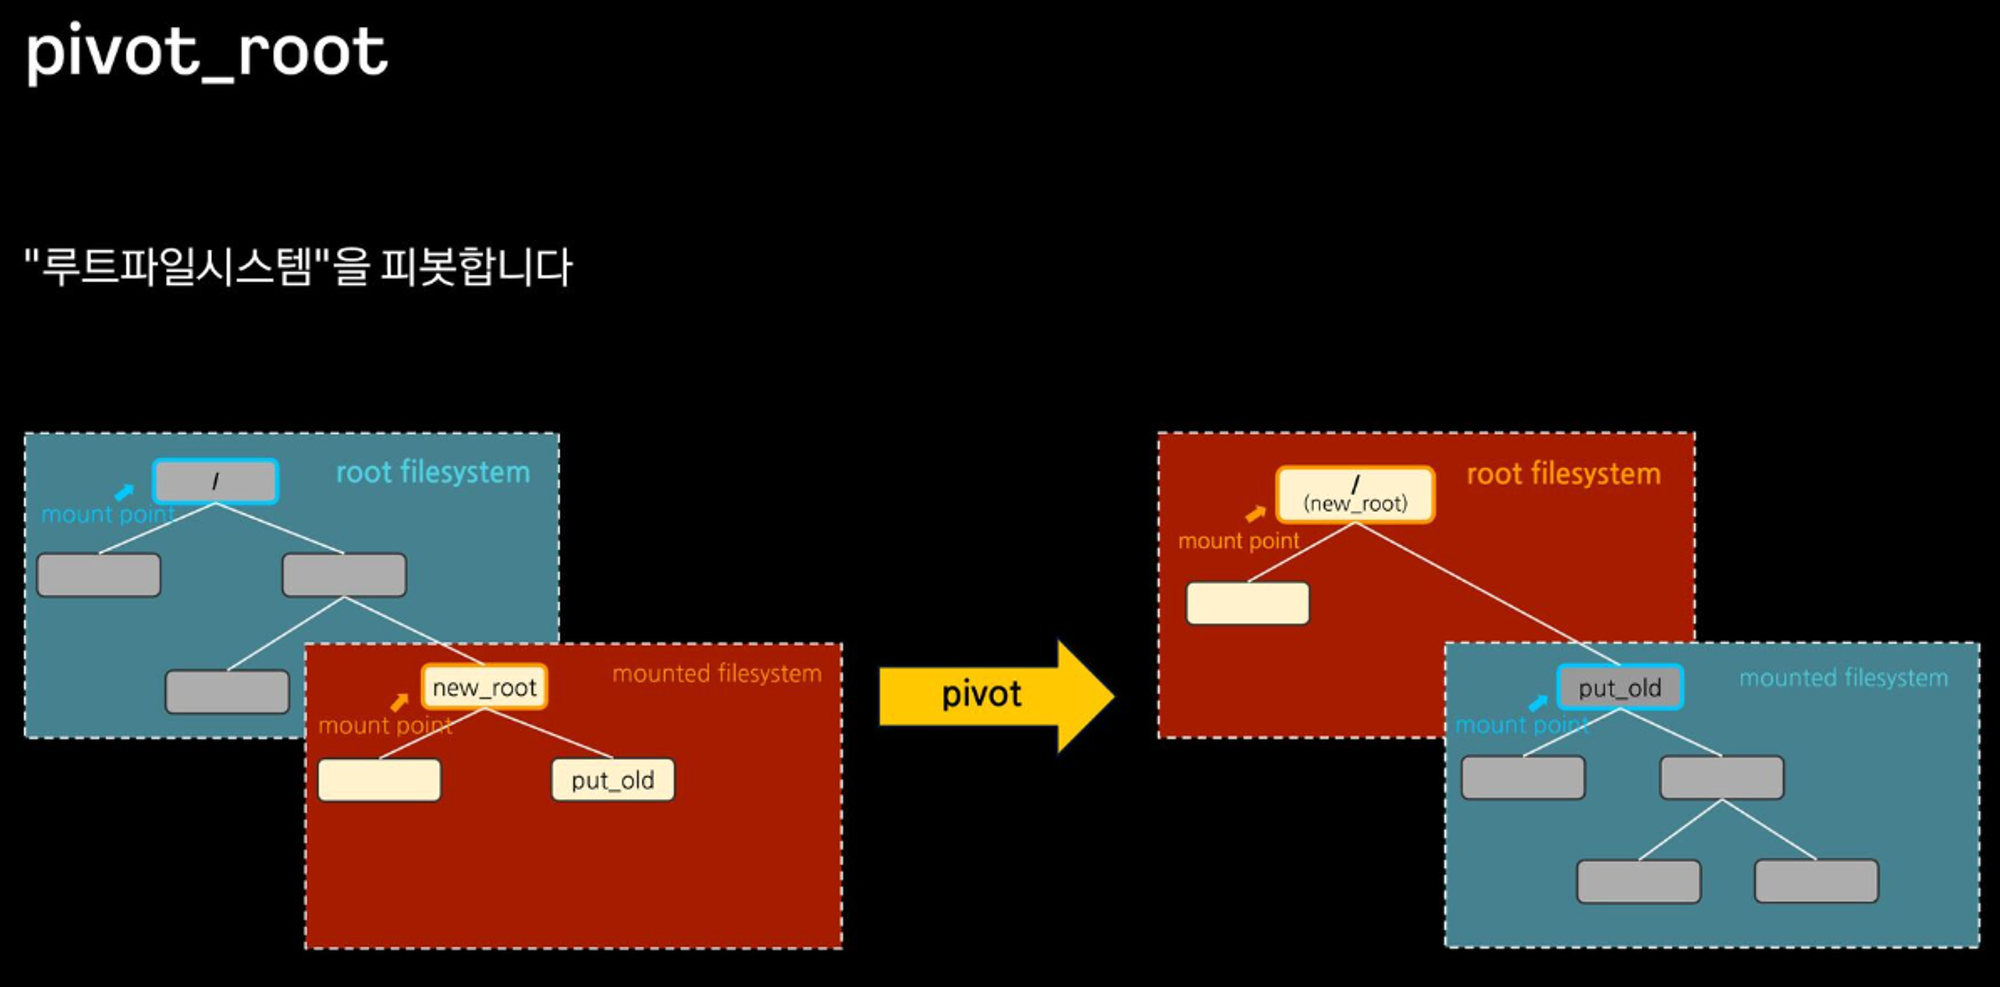 pivot_root
"루트파일시스템"을 피봇합니다
/
root filesystem
mount point
new_root
mounted filesystem
mount point
put_old
pivot
/
(new_root)
root filesystem
mount point
put_old
mounted filesystem
mount point